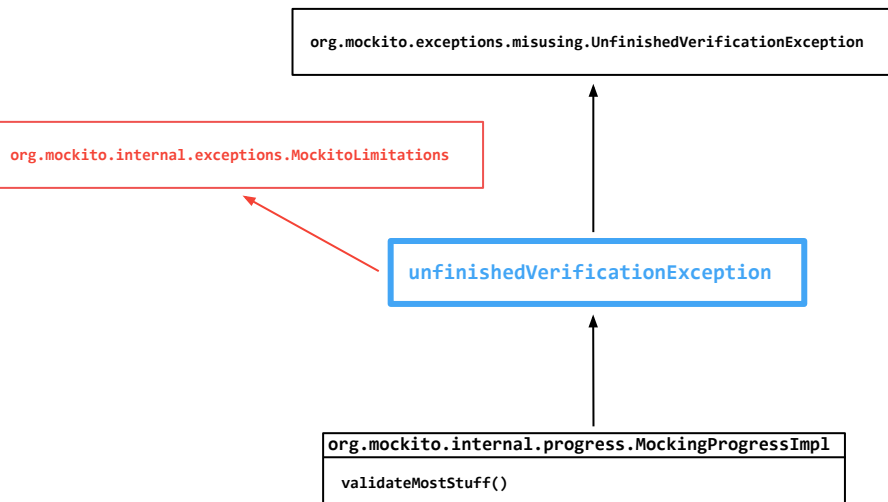 org.mockito.exceptions.misusing.UnfinishedVerificationException
org.mockito.internal.exceptions.MockitoLimitations
unfinishedVerificationException
org.mockito.internal.progress.MockingProgressImpl
validateMostStuff()